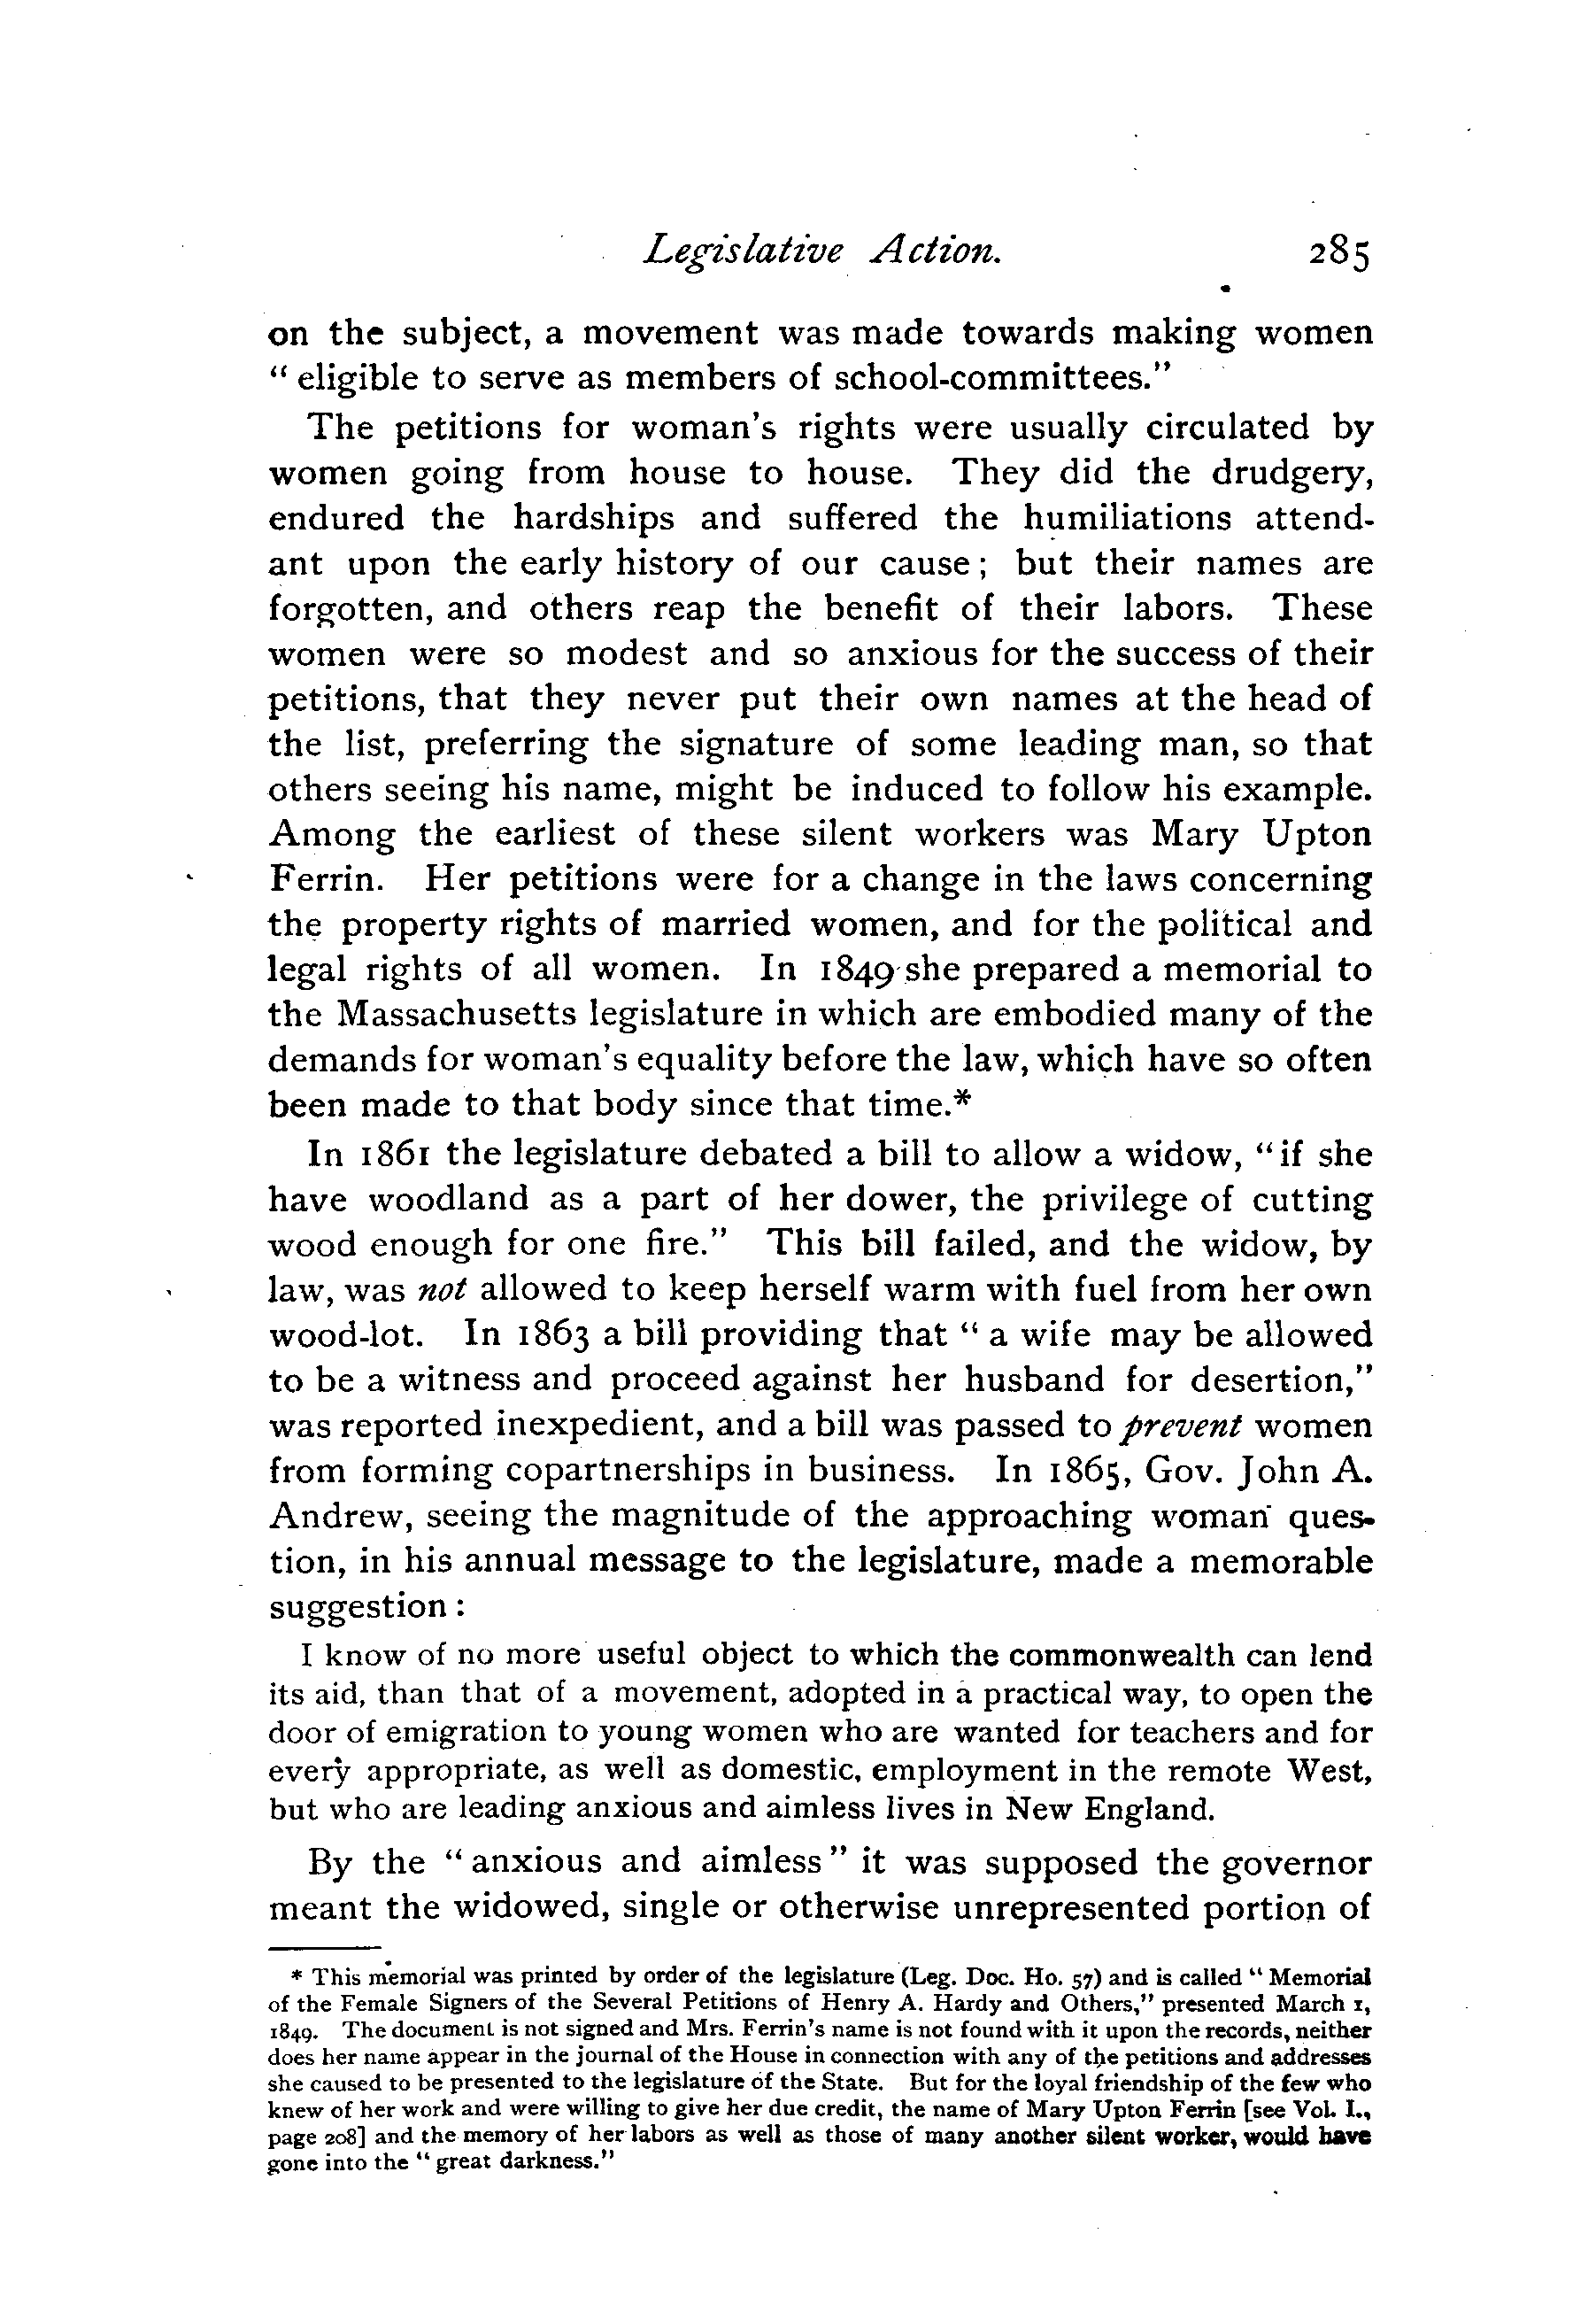 Legislative Action. 285
on the subject, a movement was made towards making women
" eligible to serve as members of school-committees."
The petitions for woman's rights were usually circulated by
women going from house to house. They did the drudgery,
endured the hardships and suffered the humiliations attend-
ant upon the early history of our cause; but their names are
forgotten, and others reap the benefit of their labors. These
women were so modest and so anxious for the success of their
petitions, that they never put their own names at the head of
the list, preferring the signature of some leading man, so that
others seeing his name, might be induced to follow his example.
Among the earliest of these silent workers was Mary Upton
Ferrin. Her petitions were for a change in the laws concerning
the property rights of married women, and for the political and
legal rights of all women. In 1849 she prepared a memorial to
the Massachusetts legislature in which are embodied many of the
demands for woman's equality before the law, which have so often
been made to that body since that time.*
In 1861 the legislature debated a bill to allow a widow, "if she
have woodland as a part of her dower, the privilege of cutting
wood enough for one fire." This bill failed, and the widow, by
law, was not allowed to keep herself warm with fuel from her own
wood-lot. In 1863 a bill providing that " a wife may be allowed
to be a witness and proceed against her husband for desertion,"
was reported inexpedient, and a bill was passed to prevent women
from forming copartnerships in business. In 1865, Gov. John A.
Andrew, seeing the magnitude of the approaching woman ques-
tion, in his annual message to the legislature, made a memorable
suggestion :
I know of no more useful object to which the commonwealth can lend
its aid, than that of a movement, adopted in a practical way, to open the
door of emigration to young women who are wanted for teachers and for
every appropriate, as well as domestic, employment in the remote West,
but who are leading anxious and aimless lives in New England.
By the " anxious and aimless " it was supposed the governor
meant the widowed, single or otherwise unrepresented portion of
* This memorial was printed by order of the legislature (Leg. Doc. Ho. 57) and is called " Memorial
of the Female Signers of the Several Petitions of Henry A. Hardy and Others," presented March 1,
1849. The document is not signed and Mrs. Ferrin's name is not found with it upon the records, neither
does her name appear in the journal of the House in connection with any of the petitions and addresses
she caused to be presented to the legislature of the State. But for the loyal friendship of the few who
knew of her work and were willing to give her due credit, the name of Mary Upton Ferrin [see Vol. I.,
page 208] and the memory of her labors as well as those of many another silent worker, would have
gone into the " great darkness."